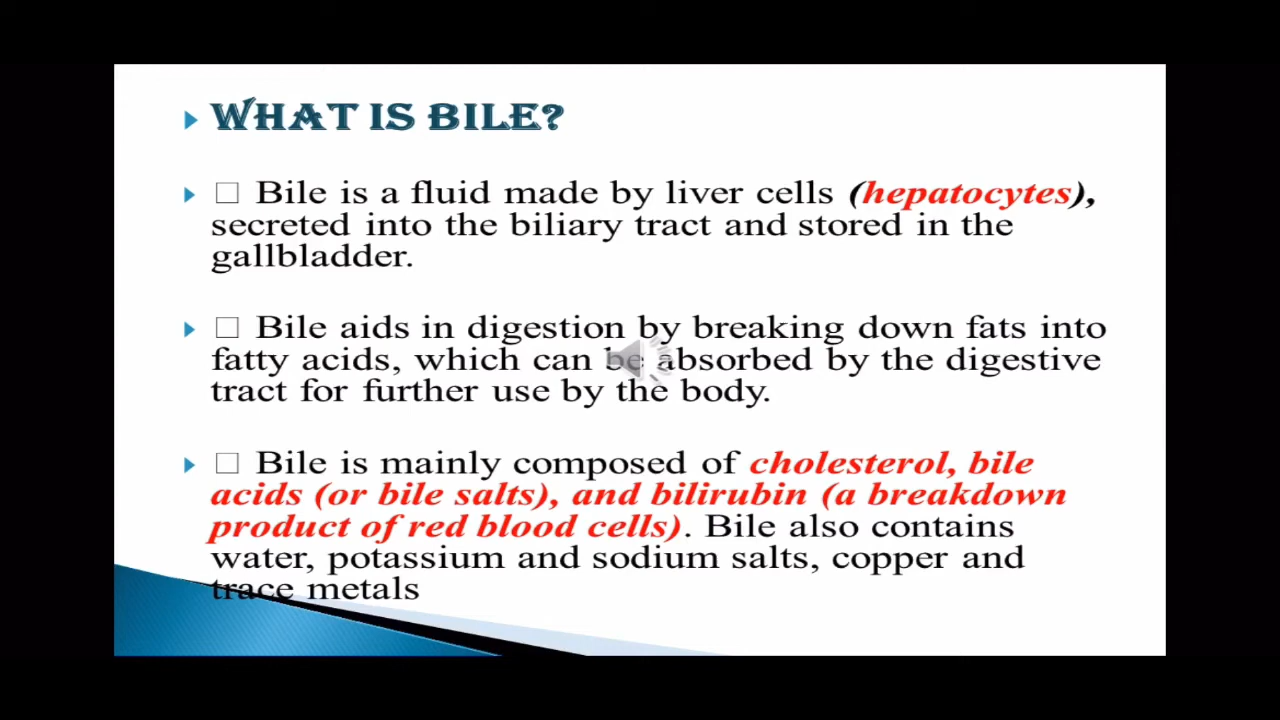 WHAT IS BILE?
□ Bile is a fluid made by liver cells (hepatocytes),
secreted into the biliary tract and stored in the
gallbladder.
□ Bile aids in digestion by breaking down fats into
fatty acids, which can be absorbed by the digestive
tract for further use by the body.
□ Bile is mainly composed of cholesterol, bile
acids (or bile salts), and bilirubin (a breakdown
product of red blood cells). Bile also contains
water, potassium and sodium salts, copper and
trace metals